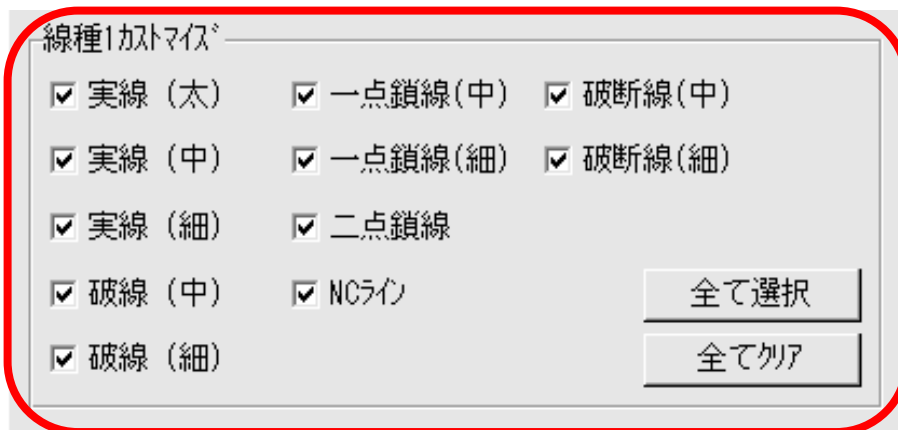 線種1ｶｽﾄﾏｲｽﾞ
実線（太） 一点鎖線(中) 破断線(中)
実線（中） 一点鎖線(細) 破断線(細)
実線（細） 二点鎖線
破線（中） NCﾗｲﾝ 全て選択
破線（細） 全てｸﾘｱ